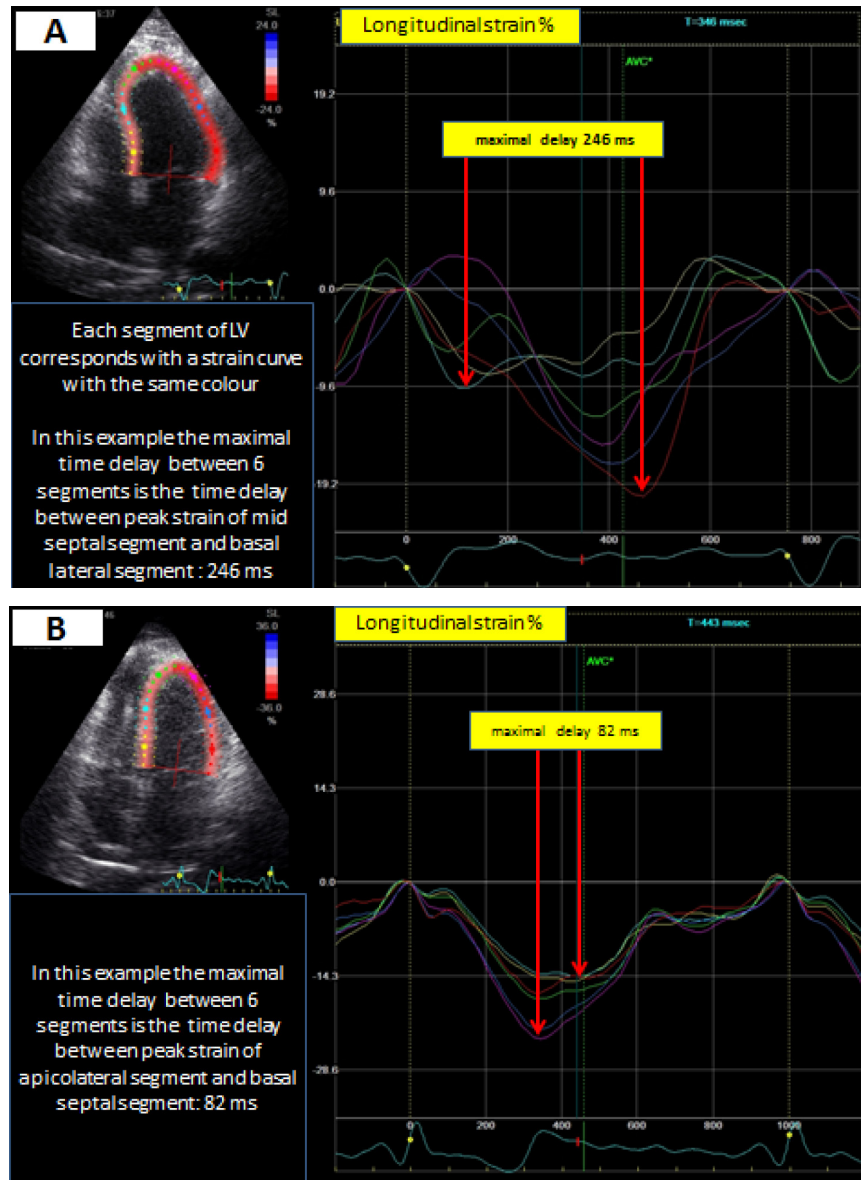 A
5:37
SL
24.0
-24.0
%
Longitudinal strain %
T=346 msec
AVC*
19.2
maximal delay 246 ms
9.6
0.0
-9.6
-19.2
0
200
400
600
800
Each segment of LV
corresponds with a strain curve
with the same colour
In this example the maximal
time delay between 6
segments is the time delay
between peak strain of mid
septal segment and basal
lateral segment : 246 ms
B
46
SL
36.0
-36.0
%
Longitudinal strain %
T=443 msec
AVC*
28.6
maximal delay 82 ms
14.3
0.0
-14.3
-28.6
0
200
400
600
800
1000
In this example the maximal
time delay between 6
segments is the time delay
between peak strain of
apicolateral segment and basal
septal segment: 82 ms